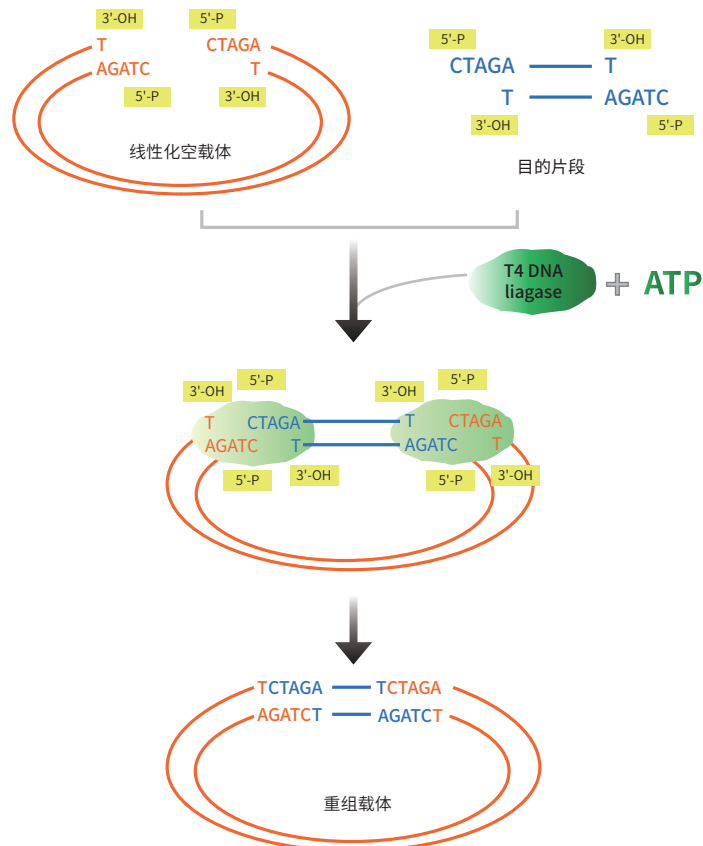 3'-OH 5'-P
T CTAGA
AGATC T
5'-P 3'-OH
线性化空载体
5'-P 3'-OH
CTAGA T
T AGATC
3'-OH 5'-P
目的片段
T4 DNA
liagase
+ ATP
3'-OH 5'-P 3'-OH 5'-P
T CTAGA T CTAGA
AGATC T AGATC T
5'-P 3'-OH 5'-P 3'-OH
TCTAGA TCTAGA
AGATCT AGATCT
重组载体